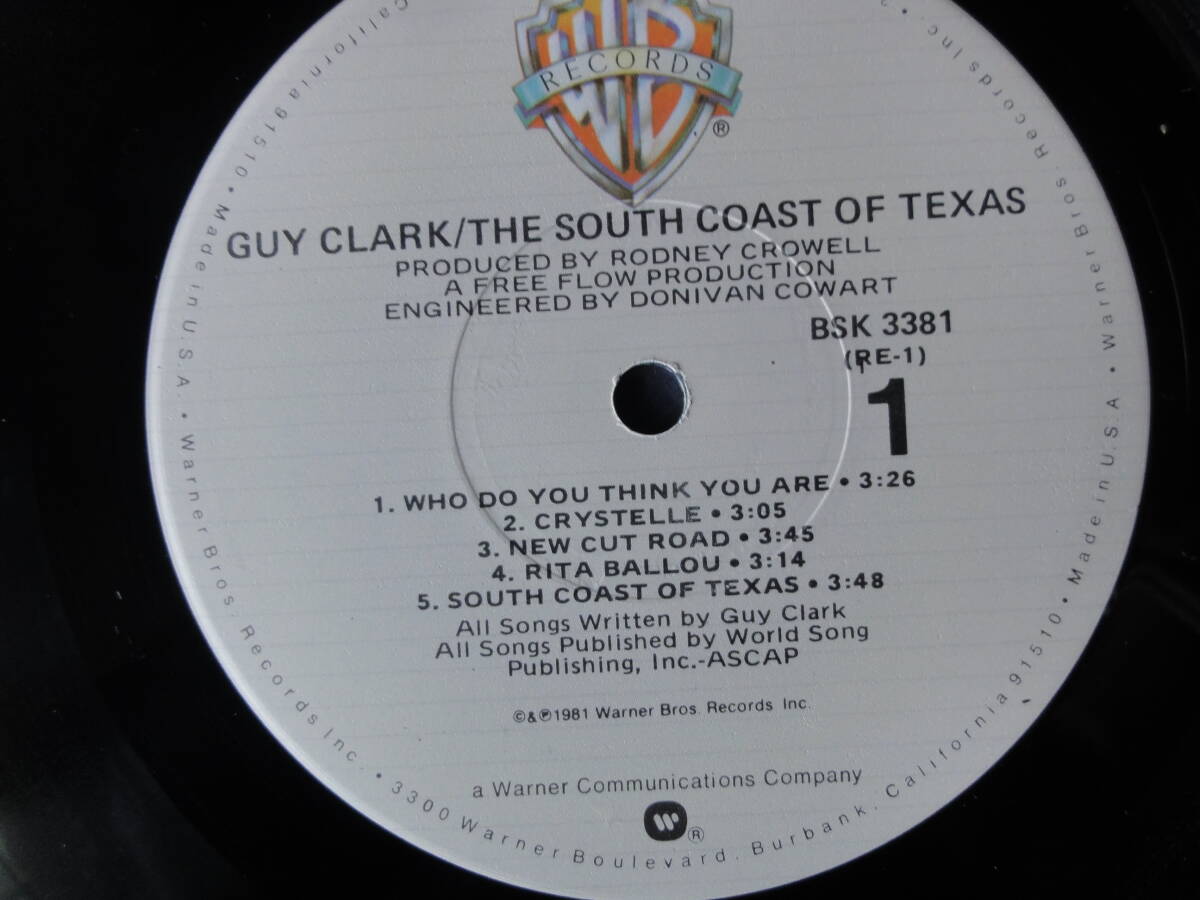 WB
RECORDS
®
GUY CLARK/THE SOUTH COAST OF TEXAS
PRODUCED BY RODNEY CROWELL
A FREE FLOW PRODUCTION
ENGINEERED BY DONIVAN COWART
BSK 3381
(RE-1)
1
1. WHO DO YOU THINK YOU ARE • 3:26
2. CRYSTELLE • 3:05
3. NEW CUT ROAD • 3:45
4. RITA BALLOU • 3:14
5. SOUTH COAST OF TEXAS • 3:48
All Songs Written by Guy Clark
All Songs Published by World Song
Publishing, Inc.-ASCAP
©&℗1981 Warner Bros. Records Inc.
a Warner Communications Company
®
California 91510 • Made in U.S.A. • Warner Bros. Records Inc. • 3300 Warner Boulevard, Burbank, California 91510 • Made in U.S.A. • Warner Bros. Records Inc. •